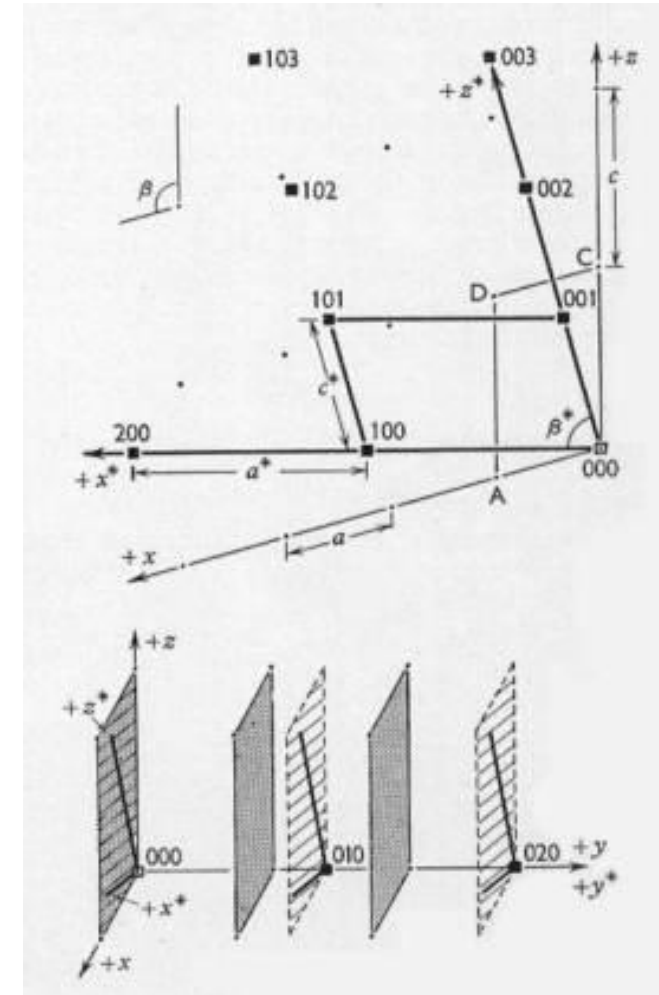 103
003
+z
+z*
β
102
002
c
C
101
D
001
c*
β*
200
100
000
+x*
a*
A
+x
a
+z
+z*
000
010
020
+y
+y*
+x*
+x